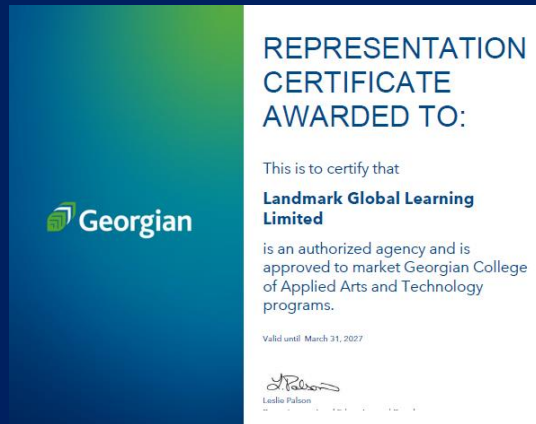 Georgian
REPRESENTATION
CERTIFICATE
AWARDED TO:
This is to certify that
Landmark Global Learning
Limited
is an authorized agency and is
approved to market Georgian College
of Applied Arts and Technology
programs.
Valid until March 31, 2027
Leslie Palson